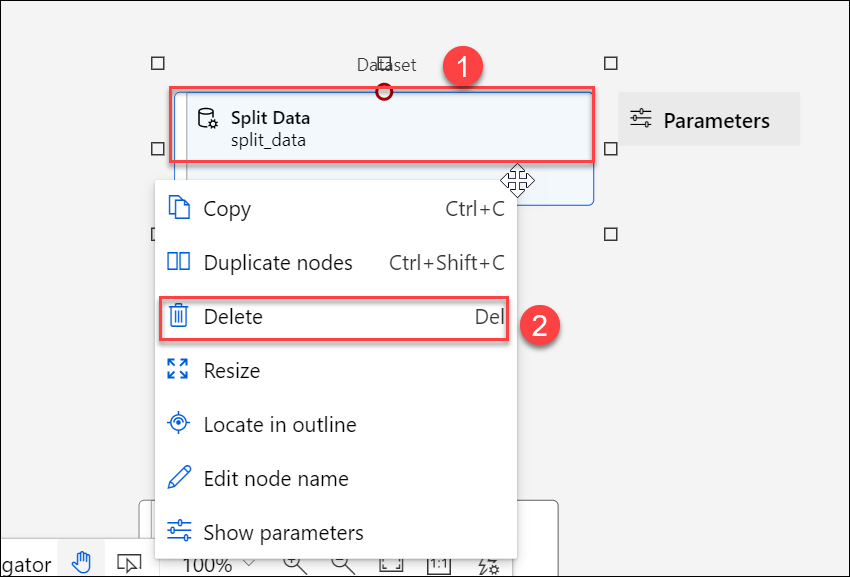 Dataset
1
Split Data
split_data
Parameters
Copy Ctrl+C
Duplicate nodes Ctrl+Shift+C
Delete Del
2
Resize
Locate in outline
Edit node name
Show parameters
gator
100%
1:1